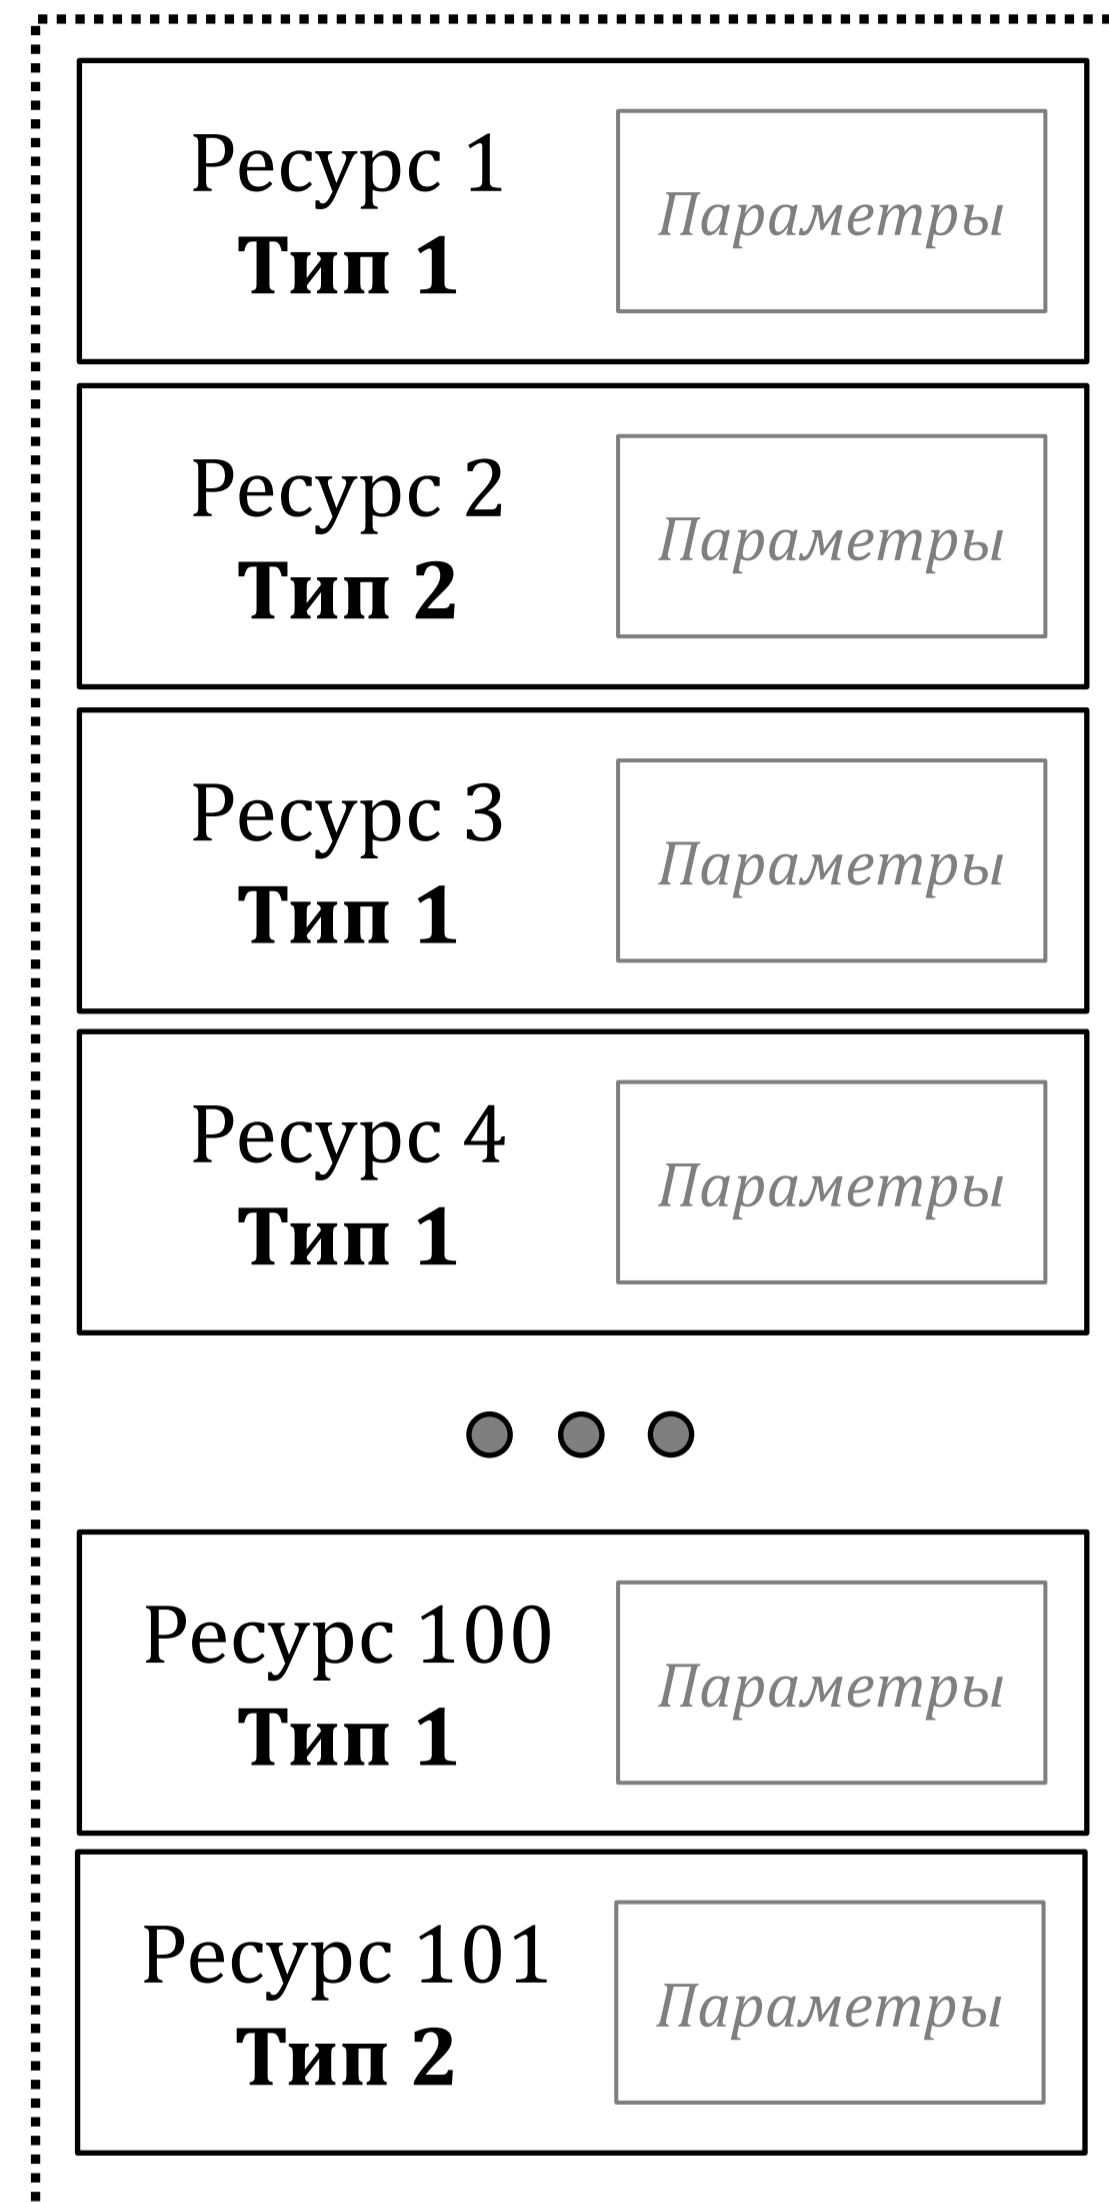 Ресурс 1
Тип 1
Параметры
Ресурс 2
Тип 2
Параметры
Ресурс 3
Тип 1
Параметры
Ресурс 4
Тип 1
Параметры
Ресурс 100
Тип 1
Параметры
Ресурс 101
Тип 2
Параметры